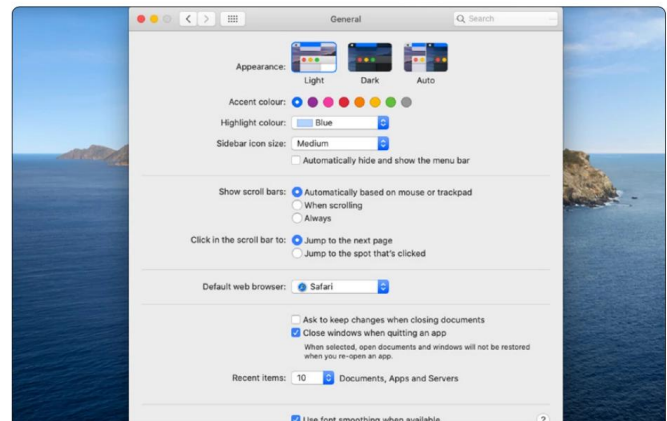 General
Search
Appearance:
Light Dark Auto
Accent colour:
Highlight colour: Blue
Sidebar icon size: Medium
Automatically hide and show the menu bar
Show scroll bars: Automatically based on mouse or trackpad
When scrolling
Always
Click in the scroll bar to: Jump to the next page
Jump to the spot that's clicked
Default web browser: Safari
Ask to keep changes when closing documents
Close windows when quitting an app
When selected, open documents and windows will not be restored
when you re-open an app.
Recent items: 10 Documents, Apps and Servers
Use font smoothing when available
?